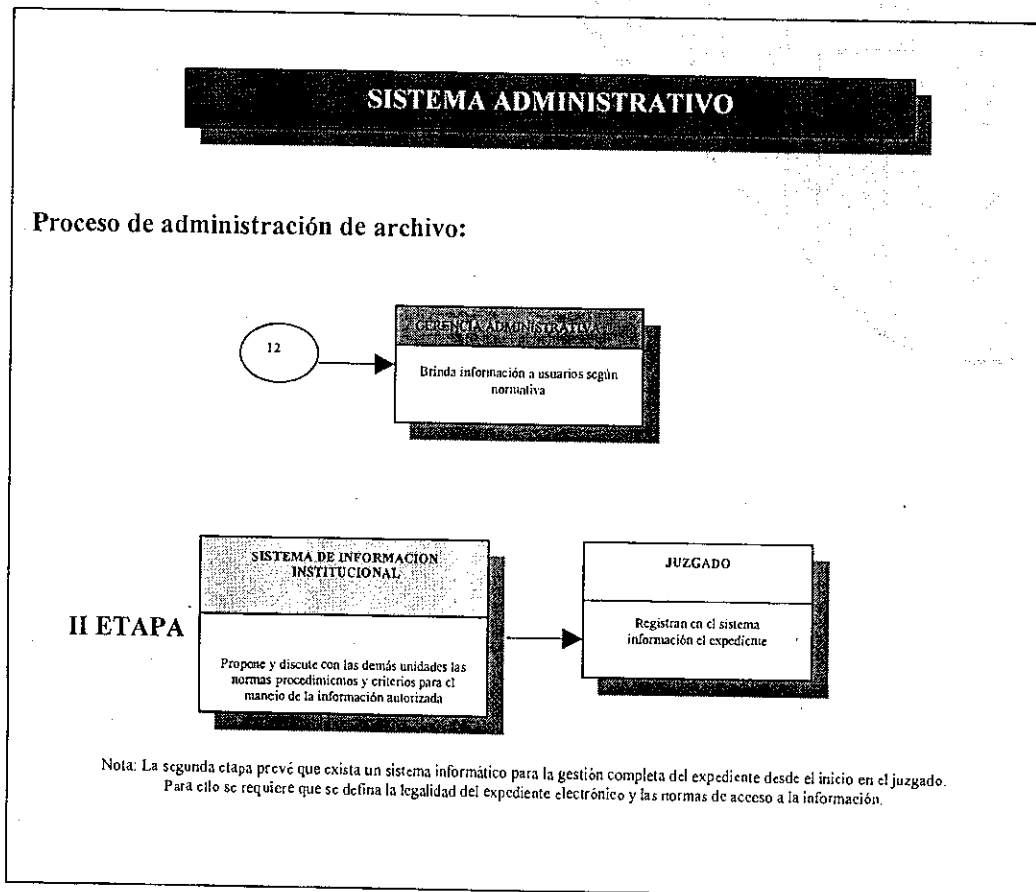 SISTEMA ADMINISTRATIVO
Proceso de administración de archivo:
12
GERENCIA ADMINISTRATIVA
Brinda información a usuarios según
normativa
II ETAPA
SISTEMA DE INFORMACION
INSTITUCIONAL
Propone y discute con las demás unidades las
normas procedimientos y criterios para el
manejo de la información autorizada
JUZGADO
Registran en el sistema
información el expediente
Nota: La segunda etapa prevé que exista un sistema informático para la gestión completa del expediente desde el inicio en el juzgado.
Para ello se requiere que se defina la legalidad del expediente electrónico y las normas de acceso a la información.